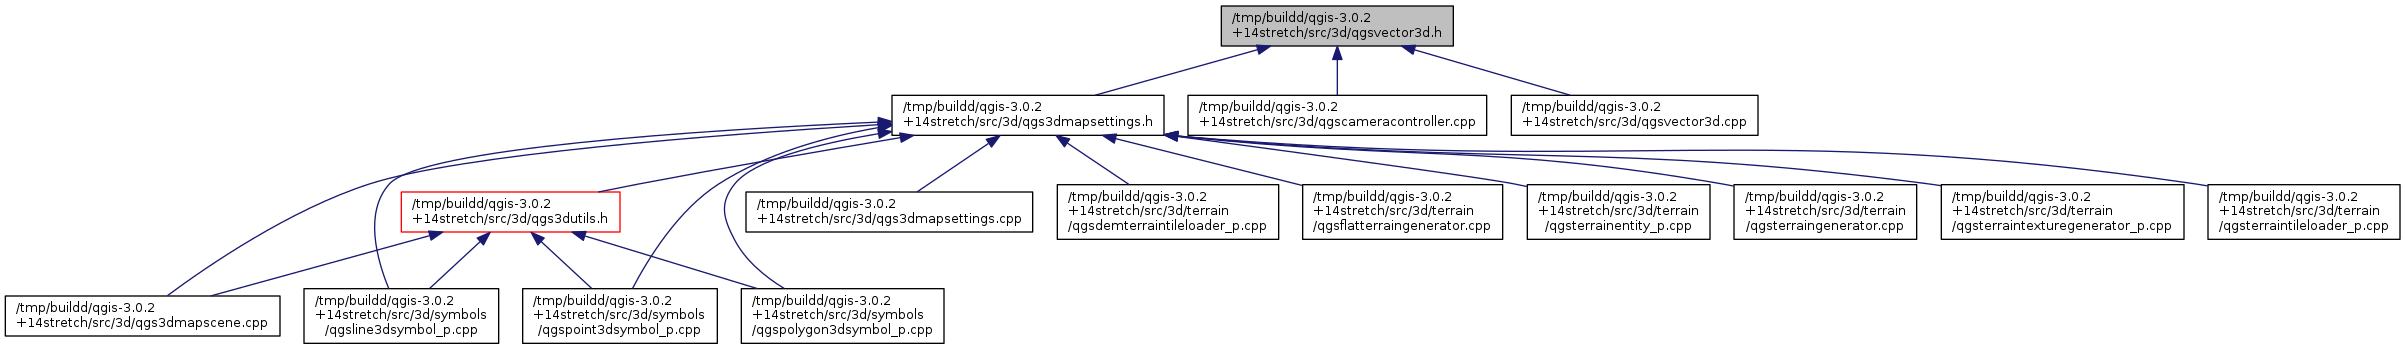 /tmp/buildd/qgis-3.0.2
+14stretch/src/3d/qgsvector3d.h
/tmp/buildd/qgis-3.0.2
+14stretch/src/3d/qgs3dmapsettings.h
/tmp/buildd/qgis-3.0.2
+14stretch/src/3d/qgscameracontroller.cpp
/tmp/buildd/qgis-3.0.2
+14stretch/src/3d/qgsvector3d.cpp
/tmp/buildd/qgis-3.0.2
+14stretch/src/3d/qgs3dutils.h
/tmp/buildd/qgis-3.0.2
+14stretch/src/3d/qgs3dmapsettings.cpp
/tmp/buildd/qgis-3.0.2
+14stretch/src/3d/terrain
/qgsdemterraintileloader_p.cpp
/tmp/buildd/qgis-3.0.2
+14stretch/src/3d/terrain
/qgsflatterraingenerator.cpp
/tmp/buildd/qgis-3.0.2
+14stretch/src/3d/terrain
/qgsterrainentity_p.cpp
/tmp/buildd/qgis-3.0.2
+14stretch/src/3d/terrain
/qgsterraingenerator.cpp
/tmp/buildd/qgis-3.0.2
+14stretch/src/3d/terrain
/qgsterraintexturegenerator_p.cpp
/tmp/buildd/qgis-3.0.2
+14stretch/src/3d/terrain
/qgsterraintileloader_p.cpp
/tmp/buildd/qgis-3.0.2
+14stretch/src/3d/qgs3dmapscene.cpp
/tmp/buildd/qgis-3.0.2
+14stretch/src/3d/symbols
/qgsline3dsymbol_p.cpp
/tmp/buildd/qgis-3.0.2
+14stretch/src/3d/symbols
/qgspoint3dsymbol_p.cpp
/tmp/buildd/qgis-3.0.2
+14stretch/src/3d/symbols
/qgspolygon3dsymbol_p.cpp